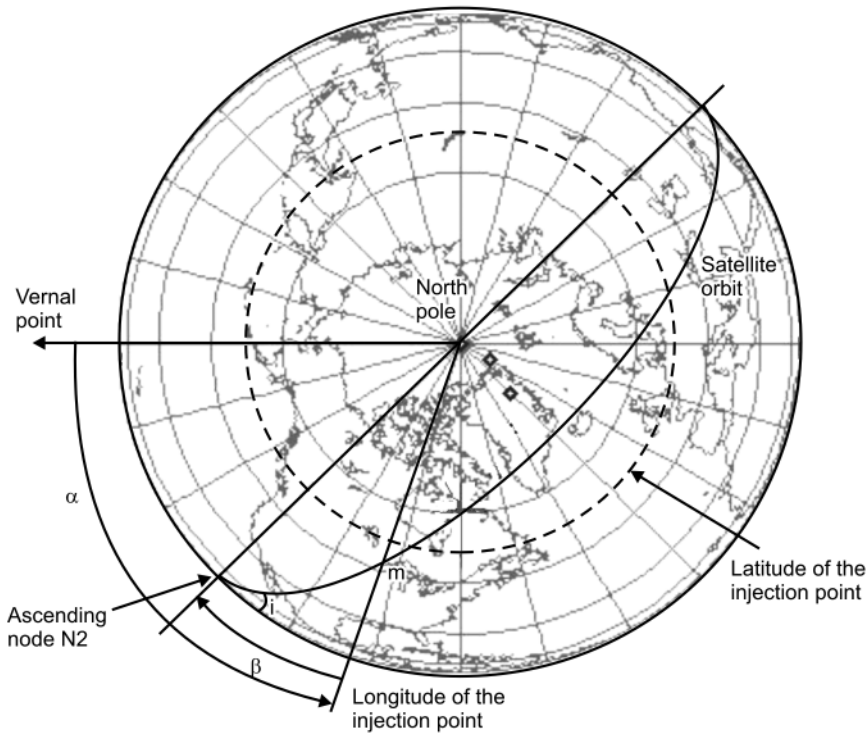 North
pole
Satellite
orbit
Vernal
point
α
m
Latitude of the
injection point
Ascending
node N2
i
β
Longitude of the
injection point